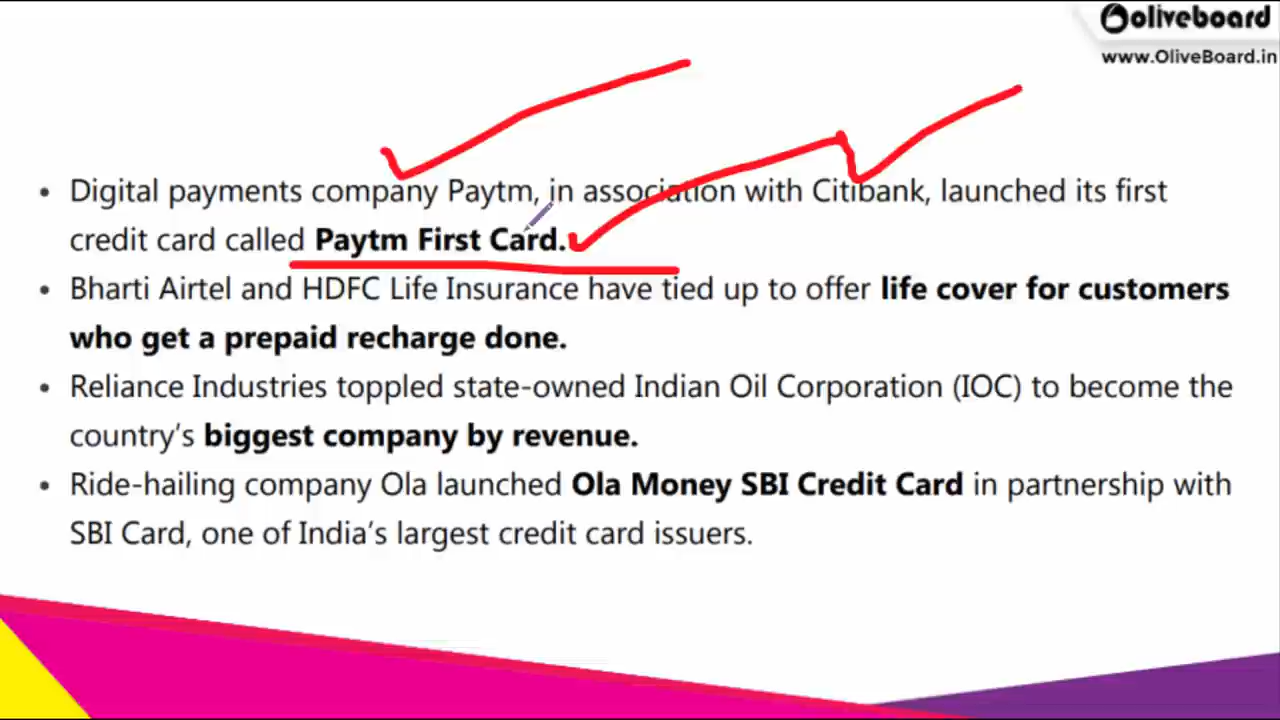 oliveboard
www.OliveBoard.in
• Digital payments company Paytm, in association with Citibank, launched its first
credit card called Paytm First Card.
• Bharti Airtel and HDFC Life Insurance have tied up to offer life cover for customers
who get a prepaid recharge done.
• Reliance Industries toppled state-owned Indian Oil Corporation (IOC) to become the
country’s biggest company by revenue.
• Ride-hailing company Ola launched Ola Money SBI Credit Card in partnership with
SBI Card, one of India’s largest credit card issuers.